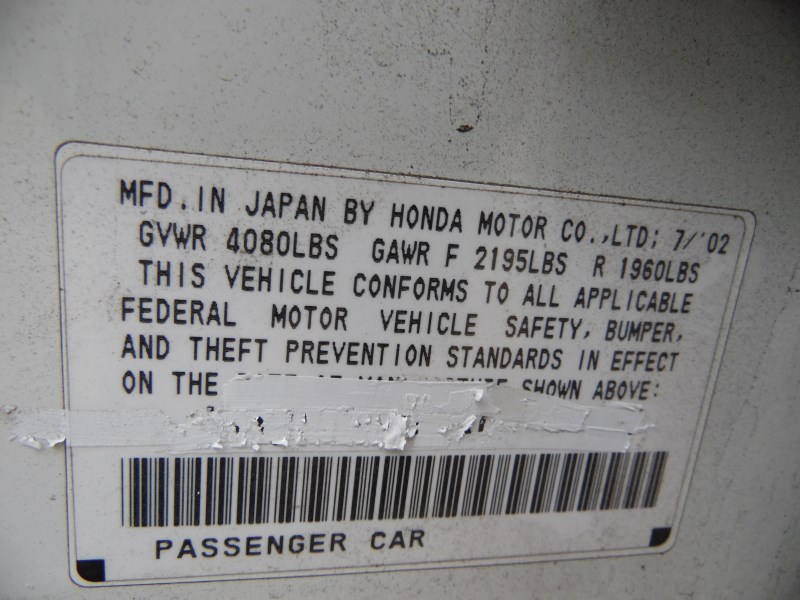 MFD. IN JAPAN BY HONDA MOTOR CO., LTD; 7/'02
GVWR 4080LBS GAWR F 2195LBS R 1960LBS
THIS VEHICLE CONFORMS TO ALL APPLICABLE
FEDERAL MOTOR VEHICLE SAFETY, BUMPER,
AND THEFT PREVENTION STANDARDS IN EFFECT
ON THE SHOWN ABOVE:
PASSENGER CAR